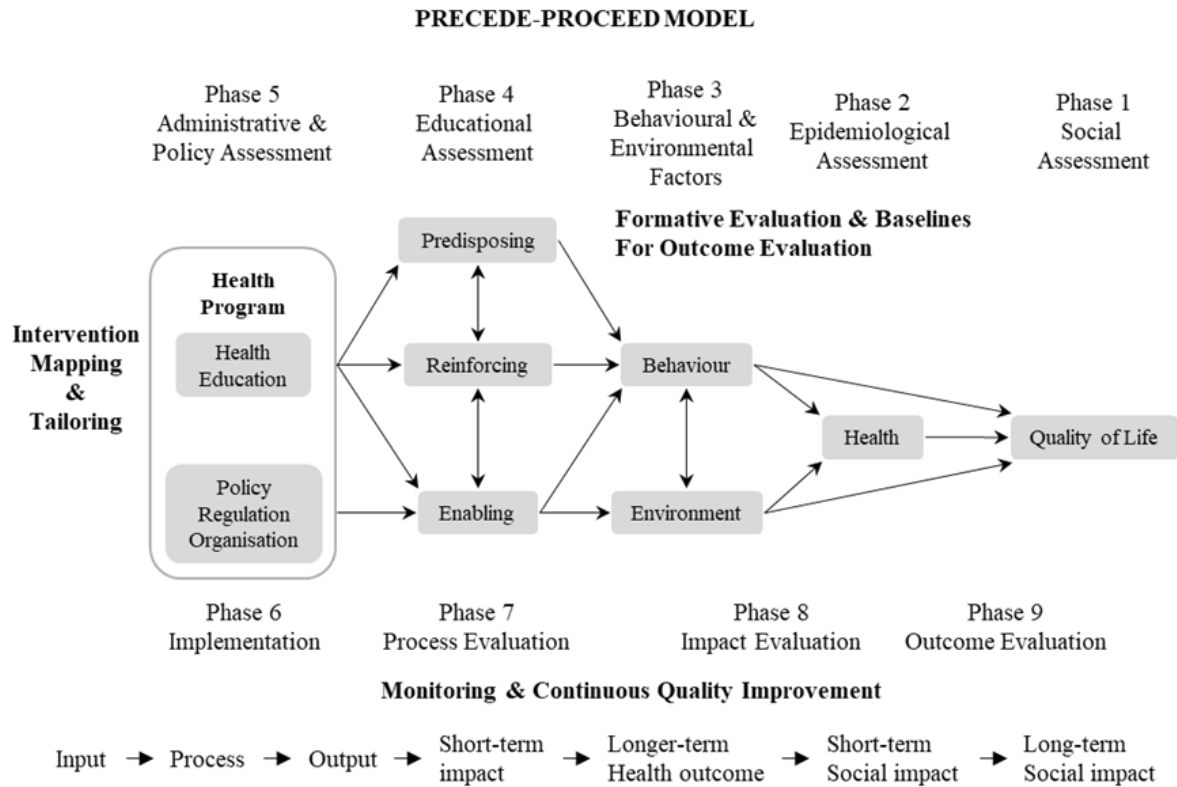 PRECEDE-PROCEED MODEL
Phase 5
Administrative &
Policy Assessment
Phase 4
Educational
Assessment
Phase 3
Behavioural &
Environmental
Factors
Phase 2
Epidemiological
Assessment
Phase 1
Social
Assessment
Formative Evaluation & Baselines
For Outcome Evaluation
Intervention
Mapping
&
Tailoring
Health
Program
Health
Education
Policy
Regulation
Organisation
Predisposing
Reinforcing
Enabling
Behaviour
Environment
Health
Quality of Life
Phase 6
Implementation
Phase 7
Process Evaluation
Phase 8
Impact Evaluation
Phase 9
Outcome Evaluation
Monitoring & Continuous Quality Improvement
Input
Process
Output
Short-term
impact
Longer-term
Health outcome
Short-term
Social impact
Long-term
Social impact